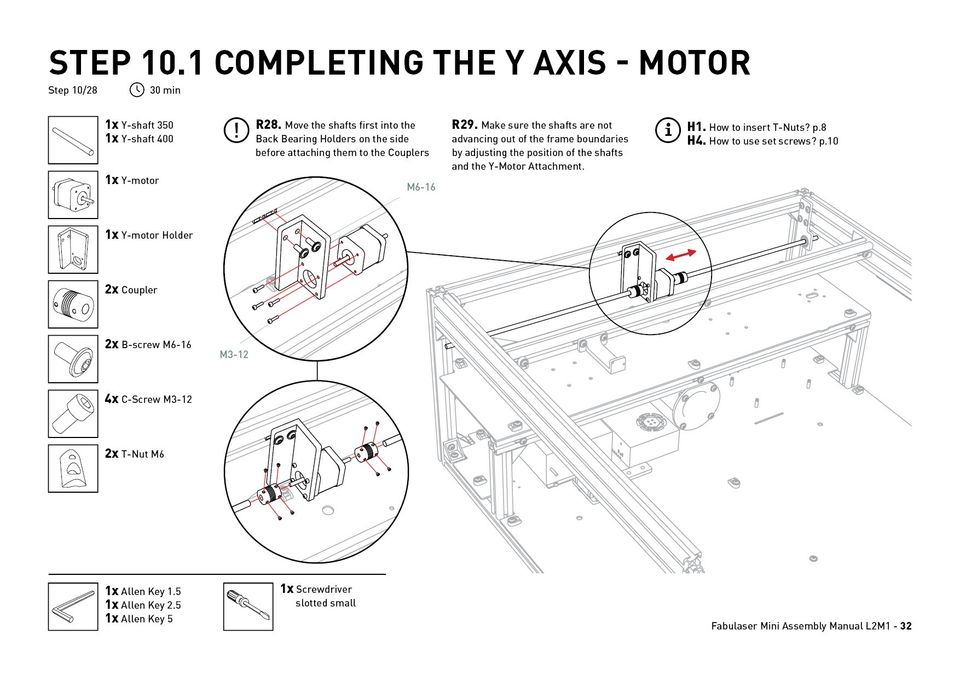 STEP 10.1 COMPLETING THE Y AXIS - MOTOR
Step 10/28
30 min
1x Y-shaft 350
1x Y-shaft 400
1x Y-motor
1x Y-motor Holder
2x Coupler
2x B-screw M6-16
4x C-Screw M3-12
2x T-Nut M6
R28. Move the shafts first into the
Back Bearing Holders on the side
before attaching them to the Couplers
R29. Make sure the shafts are not
advancing out of the frame boundaries
by adjusting the position of the shafts
and the Y-Motor Attachment.
H1. How to insert T-Nuts? p.8
H4. How to use set screws? p.10
M6-16
M3-12
1x Allen Key 1.5
1x Allen Key 2.5
1x Allen Key 5
1x Screwdriver
slotted small
Fabulaser Mini Assembly Manual L2M1 - 32